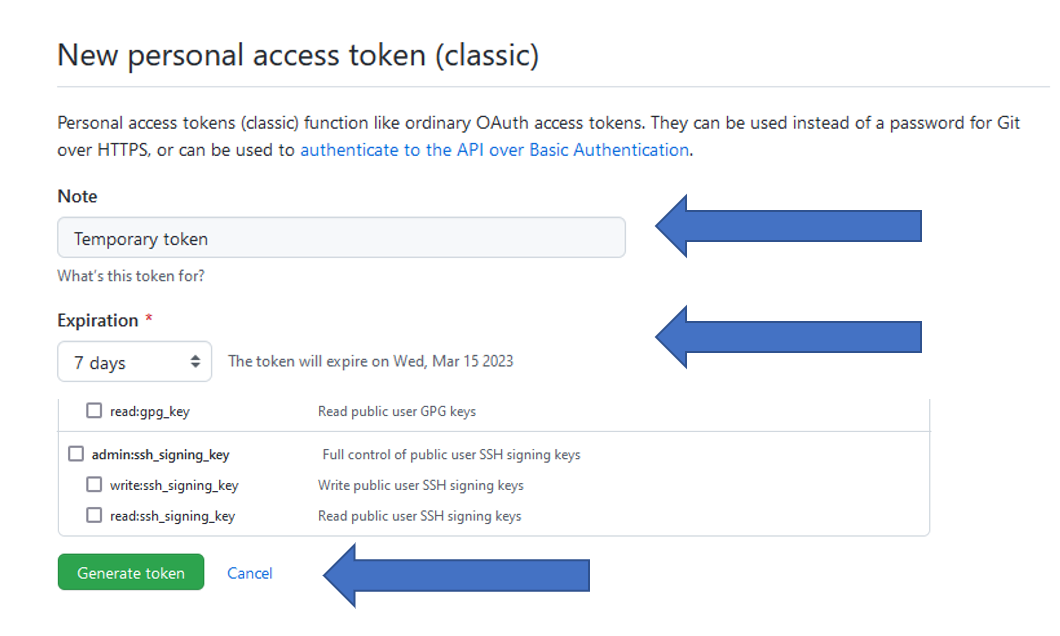 New personal access token (classic)
Personal access tokens (classic) function like ordinary OAuth access tokens. They can be used instead of a password for Git
over HTTPS, or can be used to authenticate to the API over Basic Authentication.
Note
Temporary token
What's this token for?
Expiration *
7 days The token will expire on Wed, Mar 15 2023
read:gpg_key Read public user GPG keys
admin:ssh_signing_key Full control of public user SSH signing keys
write:ssh_signing_key Write public user SSH signing keys
read:ssh_signing_key Read public user SSH signing keys
Generate token Cancel